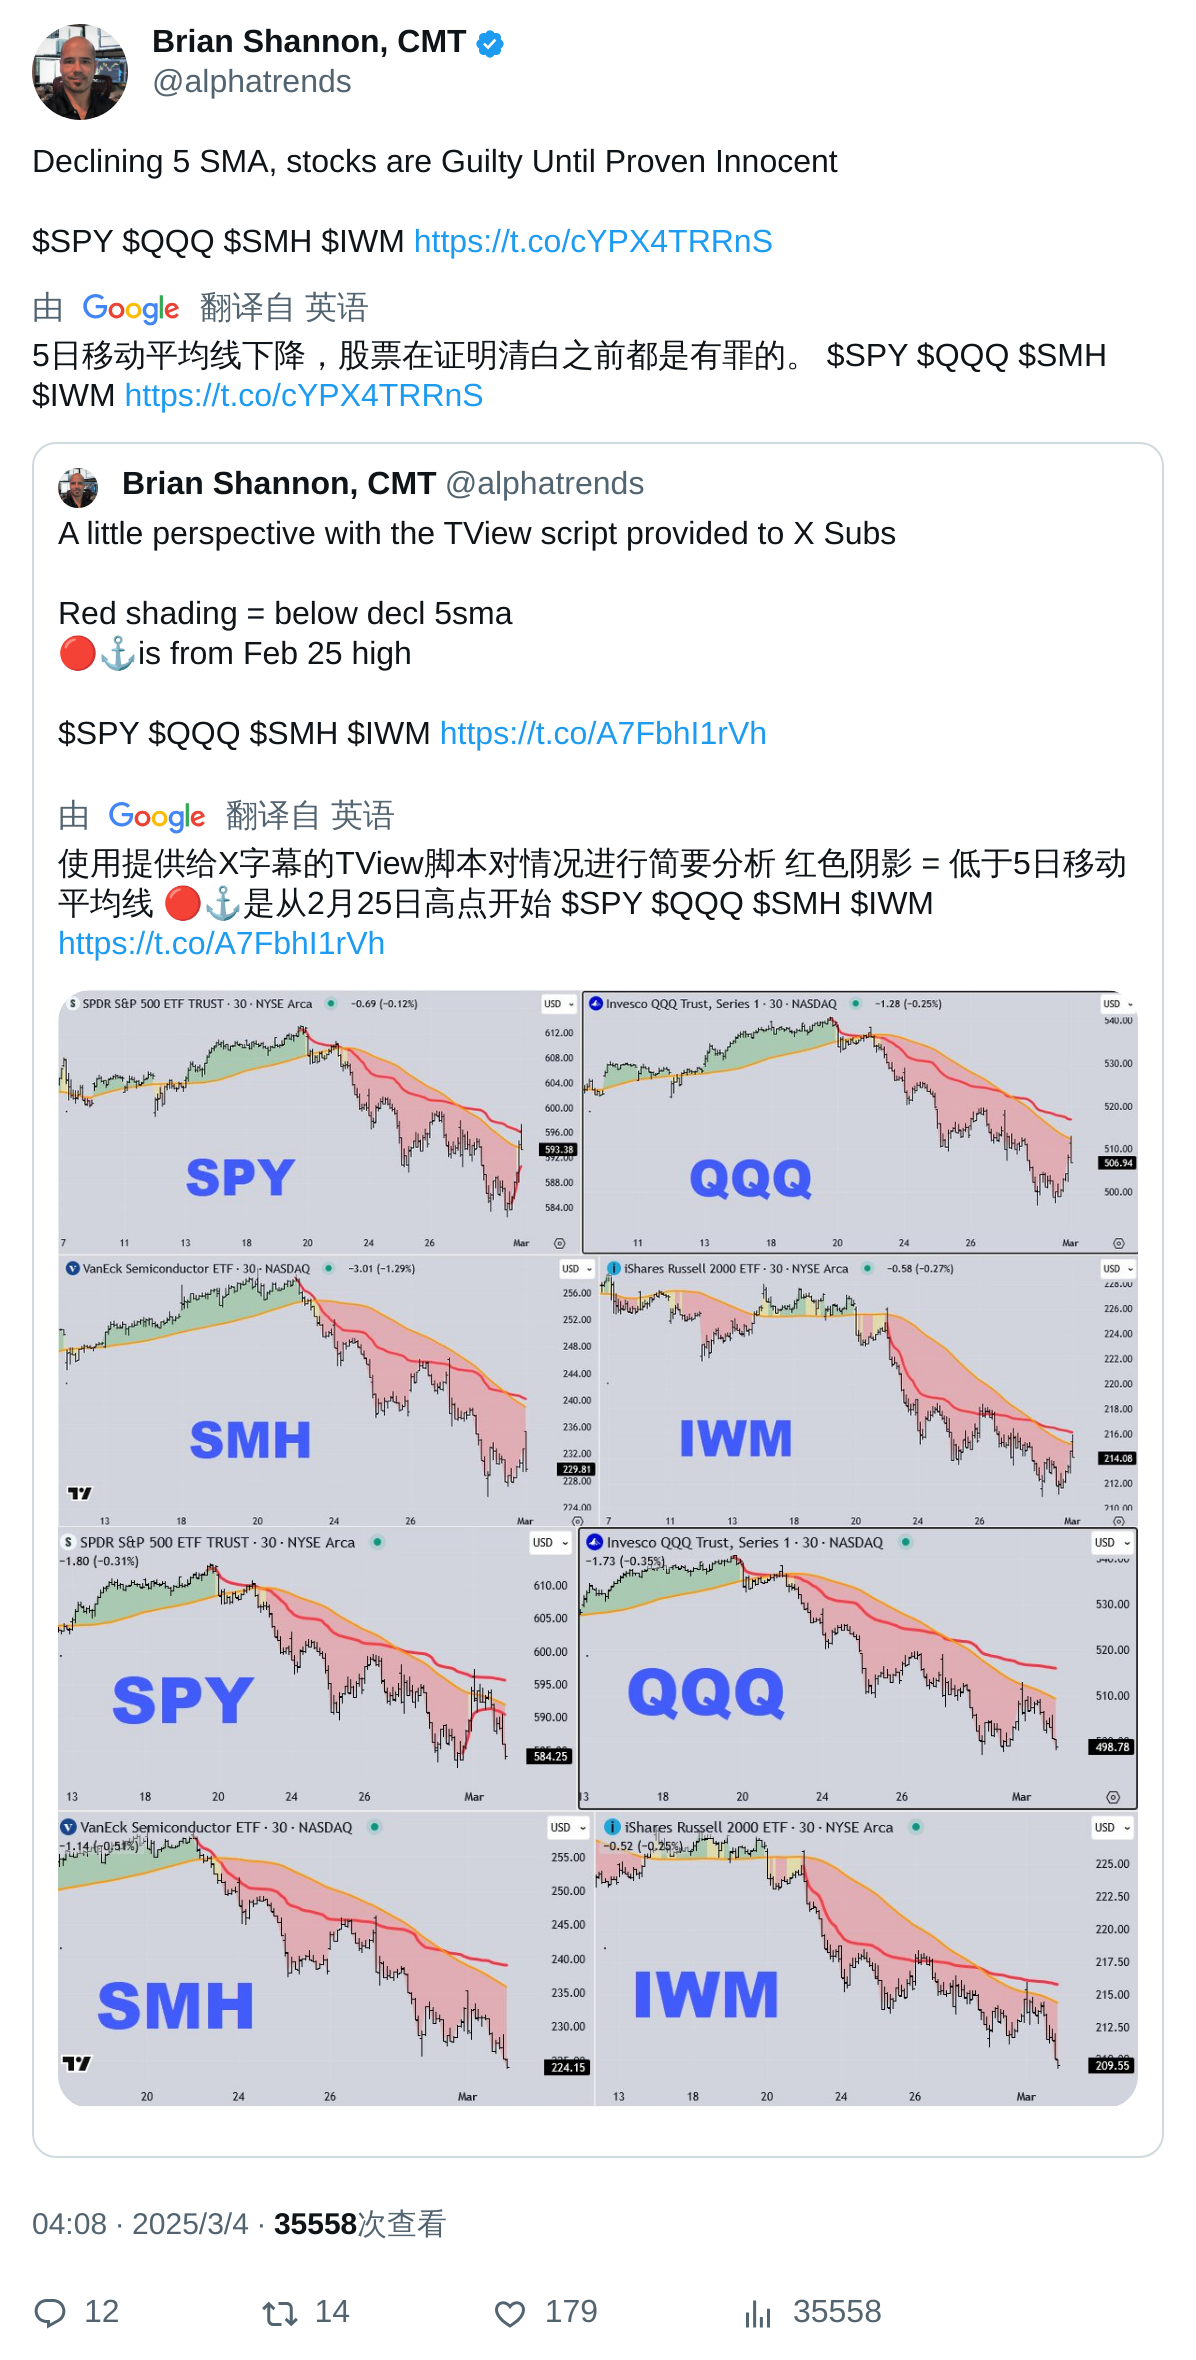 Brian Shannon, CMT
@alphatrends
Declining 5 SMA, stocks are Guilty Until Proven Innocent
$SPY $QQQ $SMH $IWM https://t.co/cYPX4TRRnS
由 Google 翻译自 英语
5日移动平均线下降，股票在证明清白之前都是有罪的。 $SPY $QQQ $SMH
$IWM https://t.co/cYPX4TRRnS
Brian Shannon, CMT @alphatrends
A little perspective with the TView script provided to X Subs
Red shading = below decl 5sma
🔴⚓is from Feb 25 high
$SPY $QQQ $SMH $IWM https://t.co/A7FbhI1rVh
由 Google 翻译自 英语
使用提供给X字幕的TView脚本对情况进行简要分析 红色阴影 = 低于5日移动
平均线 🔴⚓是从2月25日高点开始 $SPY $QQQ $SMH $IWM
https://t.co/A7FbhI1rVh
SPDR S&P 500 ETF TRUST · 30 · NYSE Arca −0.69 (−0.12%) USD
612.00
608.00
604.00
600.00
596.00
593.38
592.00
588.00
584.00
SPY
7 11 13 18 20 24 26 Mar
Invesco QQQ Trust, Series 1 · 30 · NASDAQ −1.28 (−0.25%) USD
540.00
530.00
520.00
510.00
506.94
500.00
QQQ
11 13 18 20 24 26 Mar
VanEck Semiconductor ETF · 30 · NASDAQ −3.01 (−1.29%) USD
256.00
252.00
248.00
244.00
240.00
236.00
232.00
229.81
228.00
224.00
SMH
13 18 20 24 26 Mar
iShares Russell 2000 ETF · 30 · NYSE Arca −0.58 (−0.27%) USD
228.00
226.00
224.00
222.00
220.00
218.00
216.00
214.08
212.00
210.00
IWM
7 11 13 18 20 24 26 Mar
SPDR S&P 500 ETF TRUST · 30 · NYSE Arca USD
−1.80 (−0.31%)
610.00
605.00
600.00
595.00
590.00
584.25
SPY
13 18 20 24 26 Mar
Invesco QQQ Trust, Series 1 · 30 · NASDAQ USD
−1.73 (−0.35%)
540.00
530.00
520.00
510.00
498.78
QQQ
13 18 20 24 26 Mar
VanEck Semiconductor ETF · 30 · NASDAQ USD
−1.14 (−0.51%)
255.00
250.00
245.00
240.00
235.00
230.00
224.15
SMH
20 24 26 Mar
iShares Russell 2000 ETF · 30 · NYSE Arca USD
−0.52 (−0.25%)
225.00
222.50
220.00
217.50
215.00
212.50
209.55
IWM
13 18 20 24 26 Mar
04:08 · 2025/3/4 · 35558次查看
12 14 179 35558